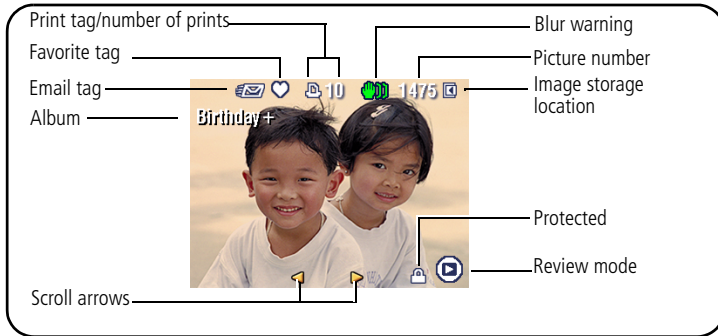 Print tag/number of prints
Favorite tag
Email tag
Album
Blur warning
Picture number
Image storage
location
10
1475
Birthday+
Protected
Review mode
Scroll arrows